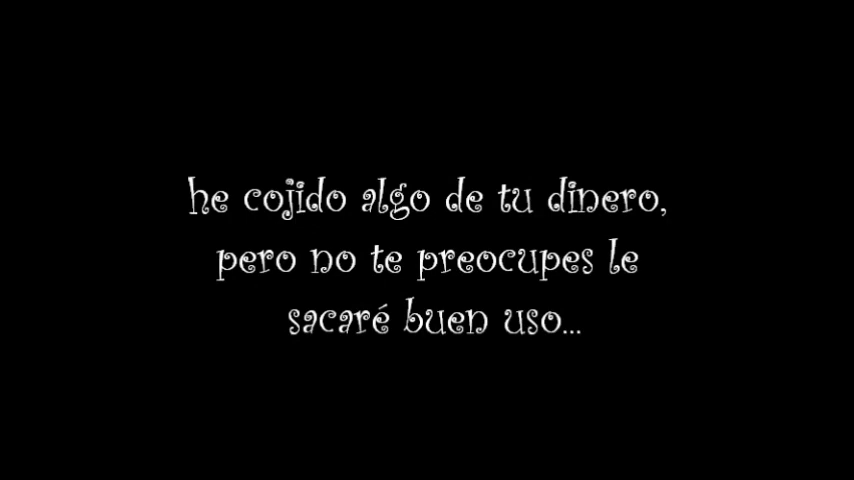 he cojido algo de tu dinero,
pero no te preocupes le
sacaré buen uso...